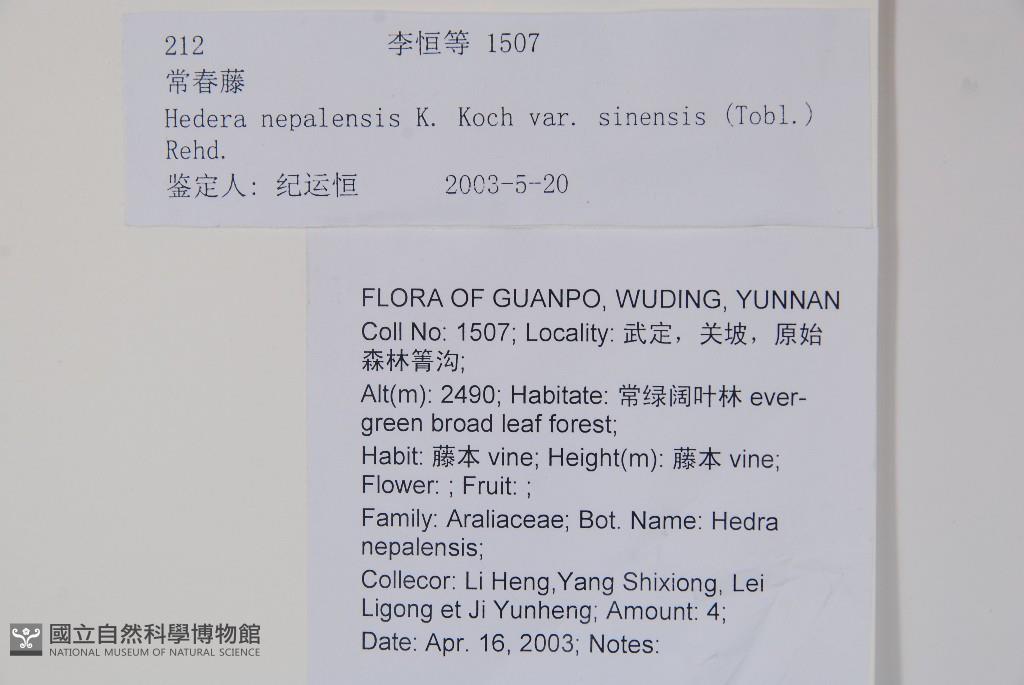 212 李恒等 1507
常春藤
Hedera nepalensis K. Koch var. sinensis (Tobl.)
Rehd.
鉴定人: 纪运恒 2003-5-20
FLORA OF GUANPO, WUDING, YUNNAN
Coll No: 1507; Locality: 武定，关坡，原始
森林箐沟;
Alt(m): 2490; Habitate: 常绿阔叶林 ever-
green broad leaf forest;
Habit: 藤本 vine; Height(m): 藤本 vine;
Flower: ; Fruit: ;
Family: Araliaceae; Bot. Name: Hedra
nepalensis;
Collecor: Li Heng,Yang Shixiong, Lei
Ligong et Ji Yunheng; Amount: 4;
Date: Apr. 16, 2003; Notes:
國立自然科學博物館
NATIONAL MUSEUM OF NATURAL SCIENCE